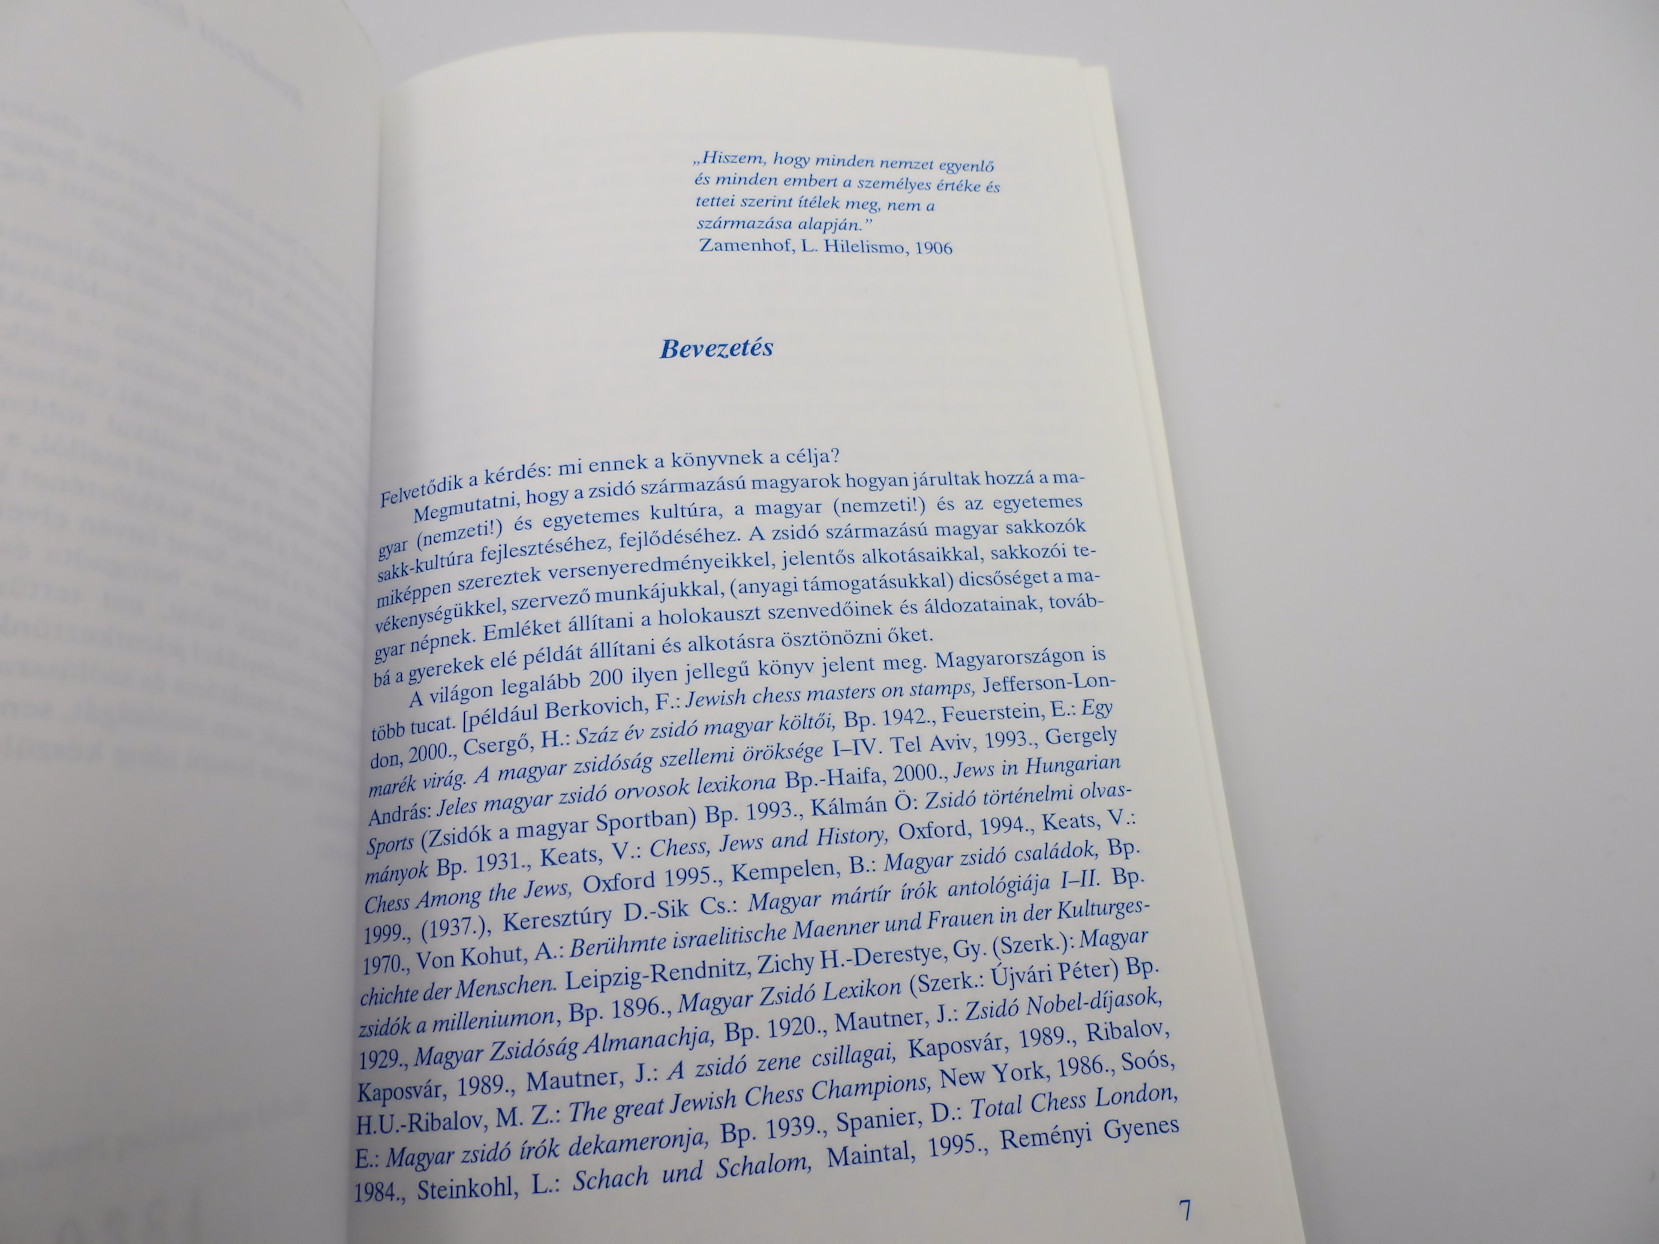 „Hiszem, hogy minden nemzet egyenlő
és minden embert a személyes értéke és
tettei szerint ítélek meg, nem a
származása alapján.”
Zamenhof, L. Hilelismo, 1906
Bevezetés
Felvetődik a kérdés: mi ennek a könyvnek a célja?
Megmutatni, hogy a zsidó származású magyarok hogyan járultak hozzá a ma-
gyar (nemzeti!) és egyetemes kultúra, a magyar (nemzeti!) és az egyetemes
sakk-kultúra fejlesztéséhez, fejlődéséhez. A zsidó származású magyar sakkozók
miképpen szereztek versenyeredményeikkel, jelentős alkotásaikkal, sakkozói te-
vékenységükkel, szervező munkájukkal, (anyagi támogatásukkal) dicsőséget a ma-
gyar népnek. Emléket állítani a holokauszt szenvedőinek és áldozatainak, továb-
bá a gyerekek elé példát állítani és alkotásra ösztönözni őket.
A világon legalább 200 ilyen jellegű könyv jelent meg. Magyarországon is
több tucat. [például Berkovich, F.: Jewish chess masters on stamps, Jefferson-Lon-
don, 2000., Csergő, H.: Száz év zsidó magyar költői, Bp. 1942., Feuerstein, E.: Egy
marék virág. A magyar zsidóság szellemi öröksége I–IV. Tel Aviv, 1993., Gergely
András: Jeles magyar zsidó orvosok lexikona Bp.-Haifa, 2000., Jews in Hungarian
Sports (Zsidók a magyar Sportban) Bp. 1993., Kálmán Ö: Zsidó történelmi olvas-
mányok Bp. 1931., Keats, V.: Chess, Jews and History, Oxford, 1994., Keats, V.:
Chess Among the Jews, Oxford 1995., Kempelen, B.: Magyar zsidó családok, Bp.
1999., (1937.), Keresztúry D.-Sik Cs.: Magyar mártír írók antológiája I–II. Bp.
1970., Von Kohut, A.: Berühmte israelitische Maenner und Frauen in der Kulturges-
chichte der Menschen. Leipzig-Rendnitz, Zichy H.-Derestye, Gy. (Szerk.): Magyar
zsidók a milleniumon, Bp. 1896., Magyar Zsidó Lexikon (Szerk.: Újvári Péter) Bp.
1929., Magyar Zsidóság Almanachja, Bp. 1920., Mautner, J.: Zsidó Nobel-díjasok,
Kaposvár, 1989., Mautner, J.: A zsidó zene csillagai, Kaposvár, 1989., Ribalov,
H.U.-Ribalov, M. Z.: The great Jewish Chess Champions, New York, 1986., Soós,
E.: Magyar zsidó írók dekameronja, Bp. 1939., Spanier, D.: Total Chess London,
1984., Steinkohl, L.: Schach und Schalom, Maintal, 1995., Reményi Gyenes
7